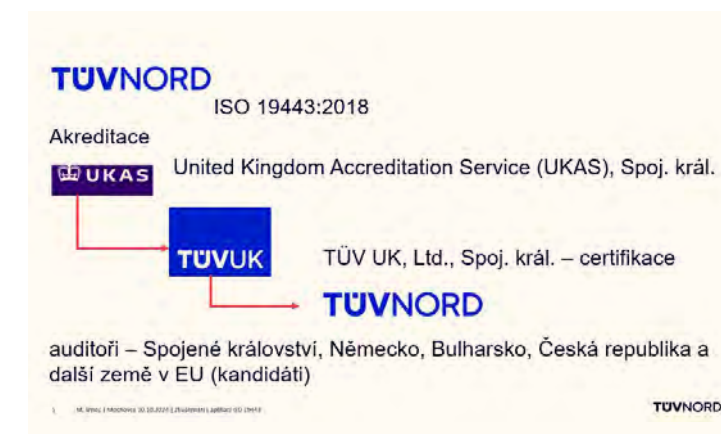 TÜVNORD
ISO 19443:2018
Akreditace
UKAS
United Kingdom Accreditation Service (UKAS), Spoj. král.
TÜVUK
TÜV UK, Ltd., Spoj. král. – certifikace
TÜVNORD
auditoři – Spojené království, Německo, Bulharsko, Česká republika a
další země v EU (kandidáti)
TÜVNORD